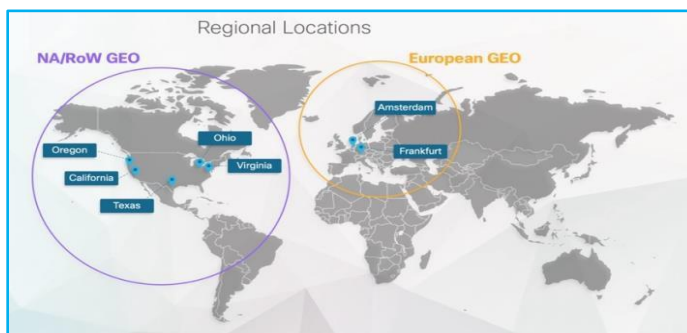 Regional Locations
NA/RoW GEO
European GEO
Amsterdam
Ohio
Oregon
Frankfurt
Virginia
California
Texas